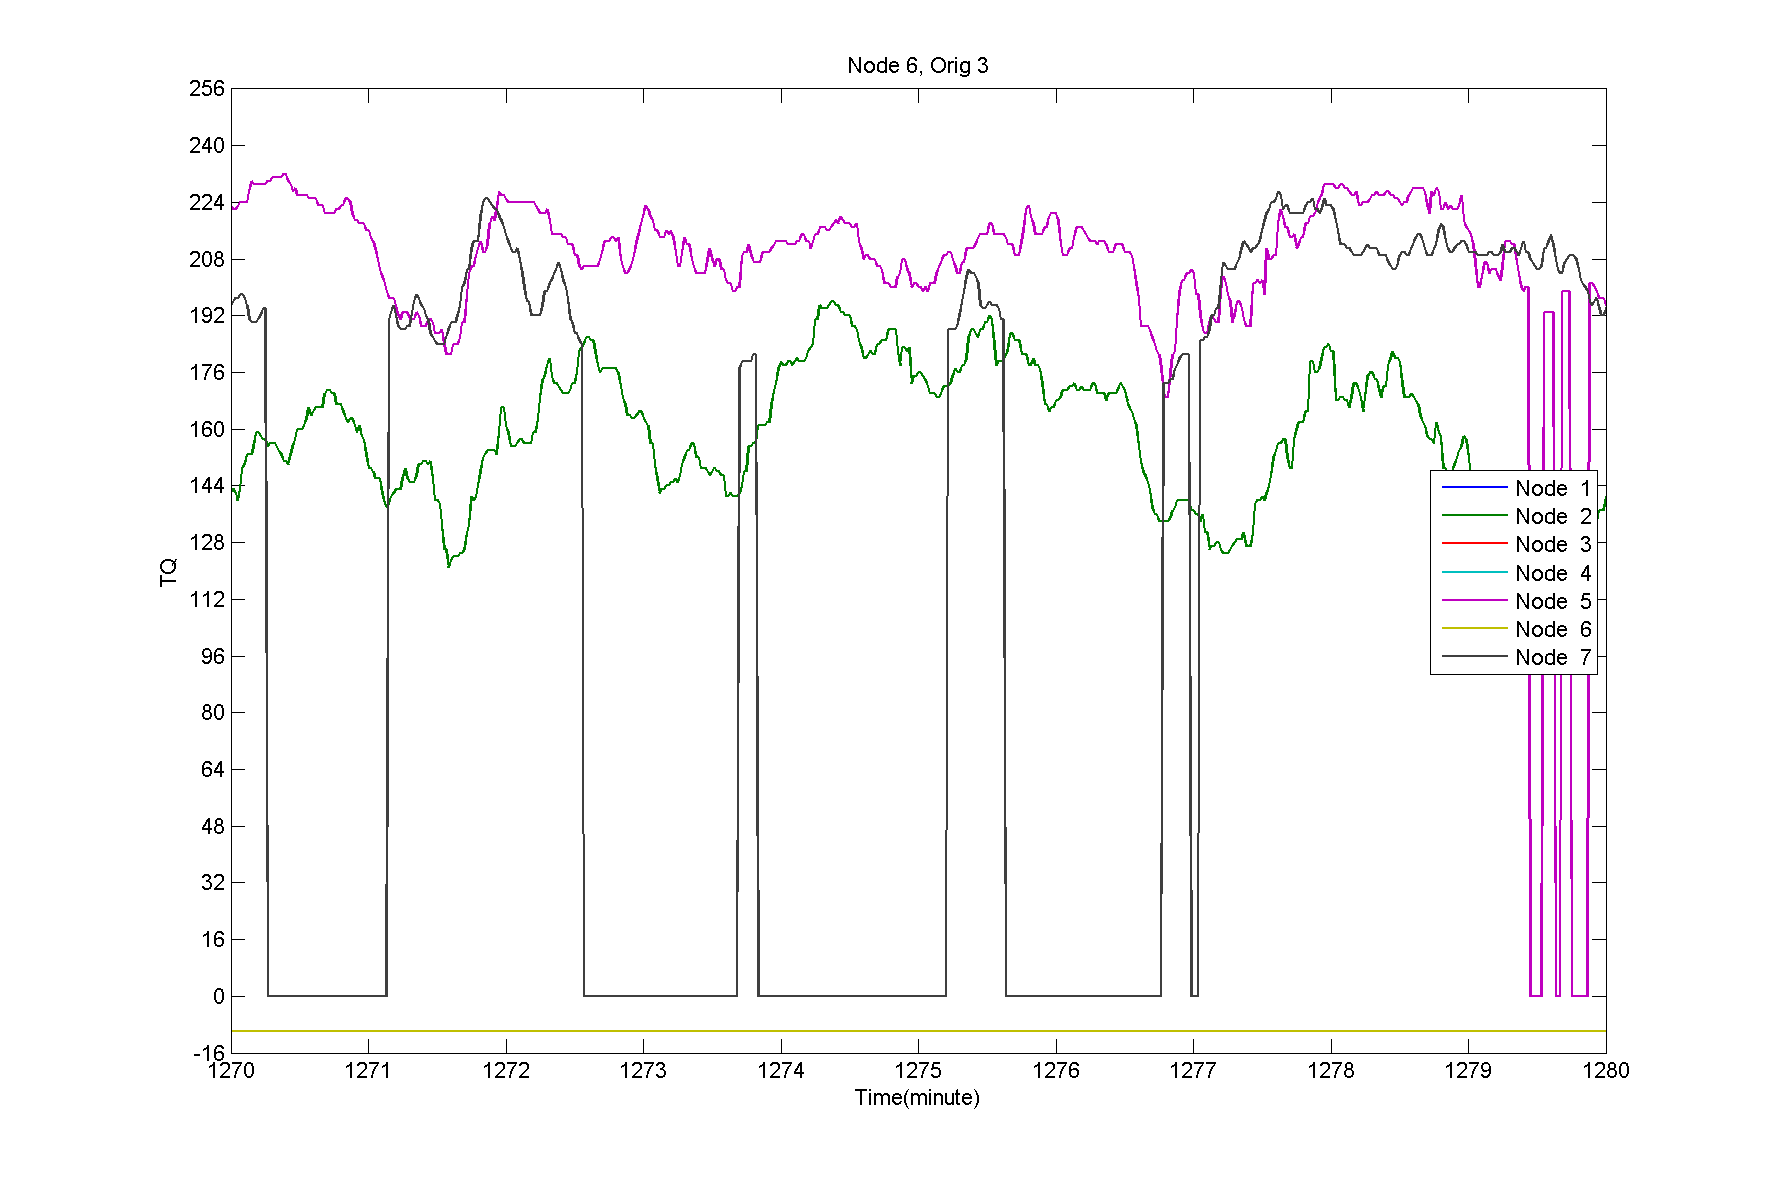 Node 6, Orig 3
256
240
224
208
192
176
160
144
128
112
96
80
64
48
32
16
0
-16
TQ
Node 1
Node 2
Node 3
Node 4
Node 5
Node 6
Node 7
1270 1271 1272 1273 1274 1275 1276 1277 1278 1279 1280
Time(minute)